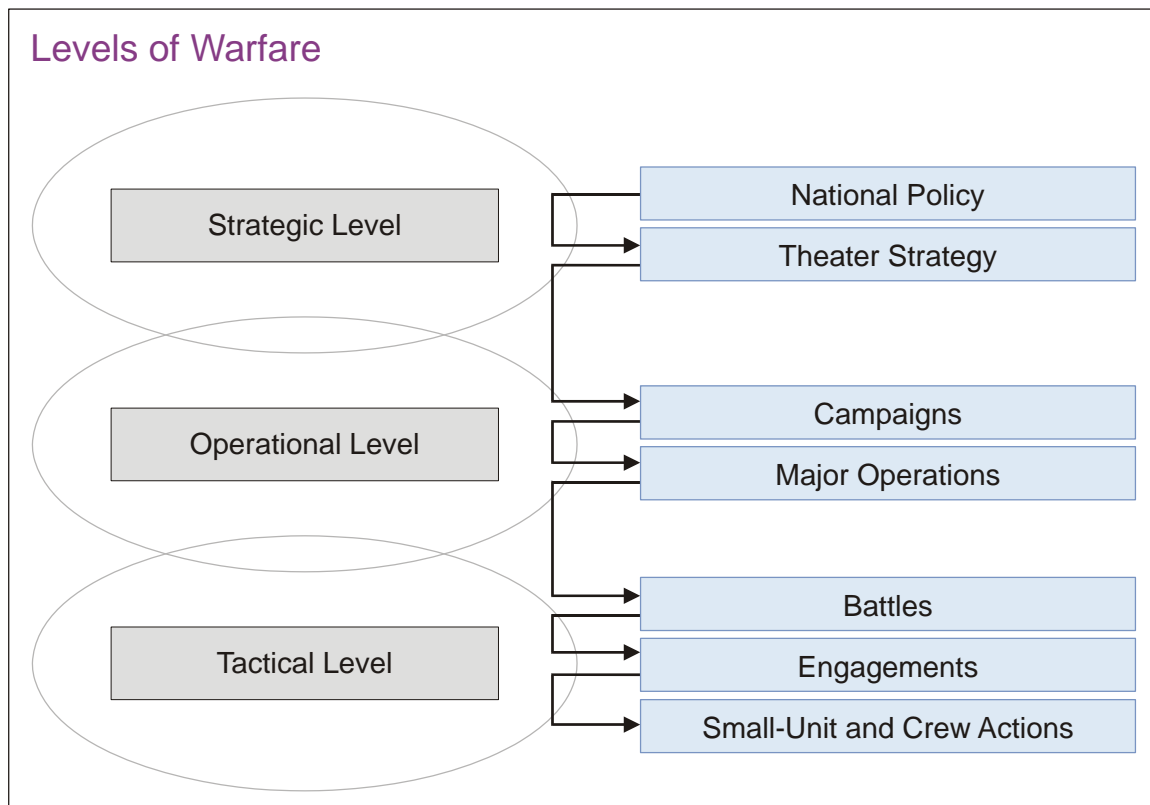 Levels of Warfare
Strategic Level
National Policy
Theater Strategy
Operational Level
Campaigns
Major Operations
Tactical Level
Battles
Engagements
Small-Unit and Crew Actions